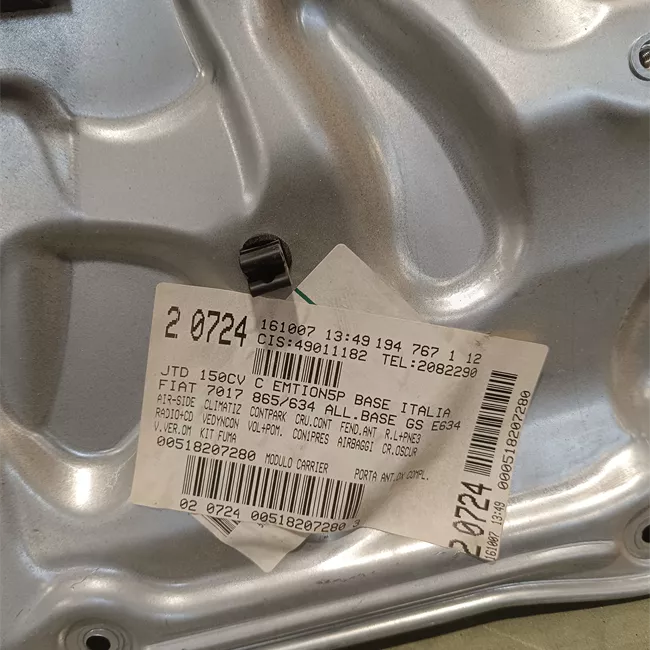 2 0724 161007 13:49 194 767 1 12
CIS:49011182 TEL:2082290
JTD 150CV C EMTION5P BASE ITALIA
FIAT 7017 865/634 ALL.BASE GS E634
AIR-SIDE CLIMATIZ CONTPARK CRU.CONT FEND.ANT R.L+PNE3
RADIO+CD VEDYNCDN VOL+POM. CONIPRES AIRBAGGI CR.OSCUR
V.VER.OM KIT FUMA
00518207280 MODULO CARRIER PORTA ANT.DX COMPL.
02 0724 00518207280 3
2 0724
161007 13:49
000518207280